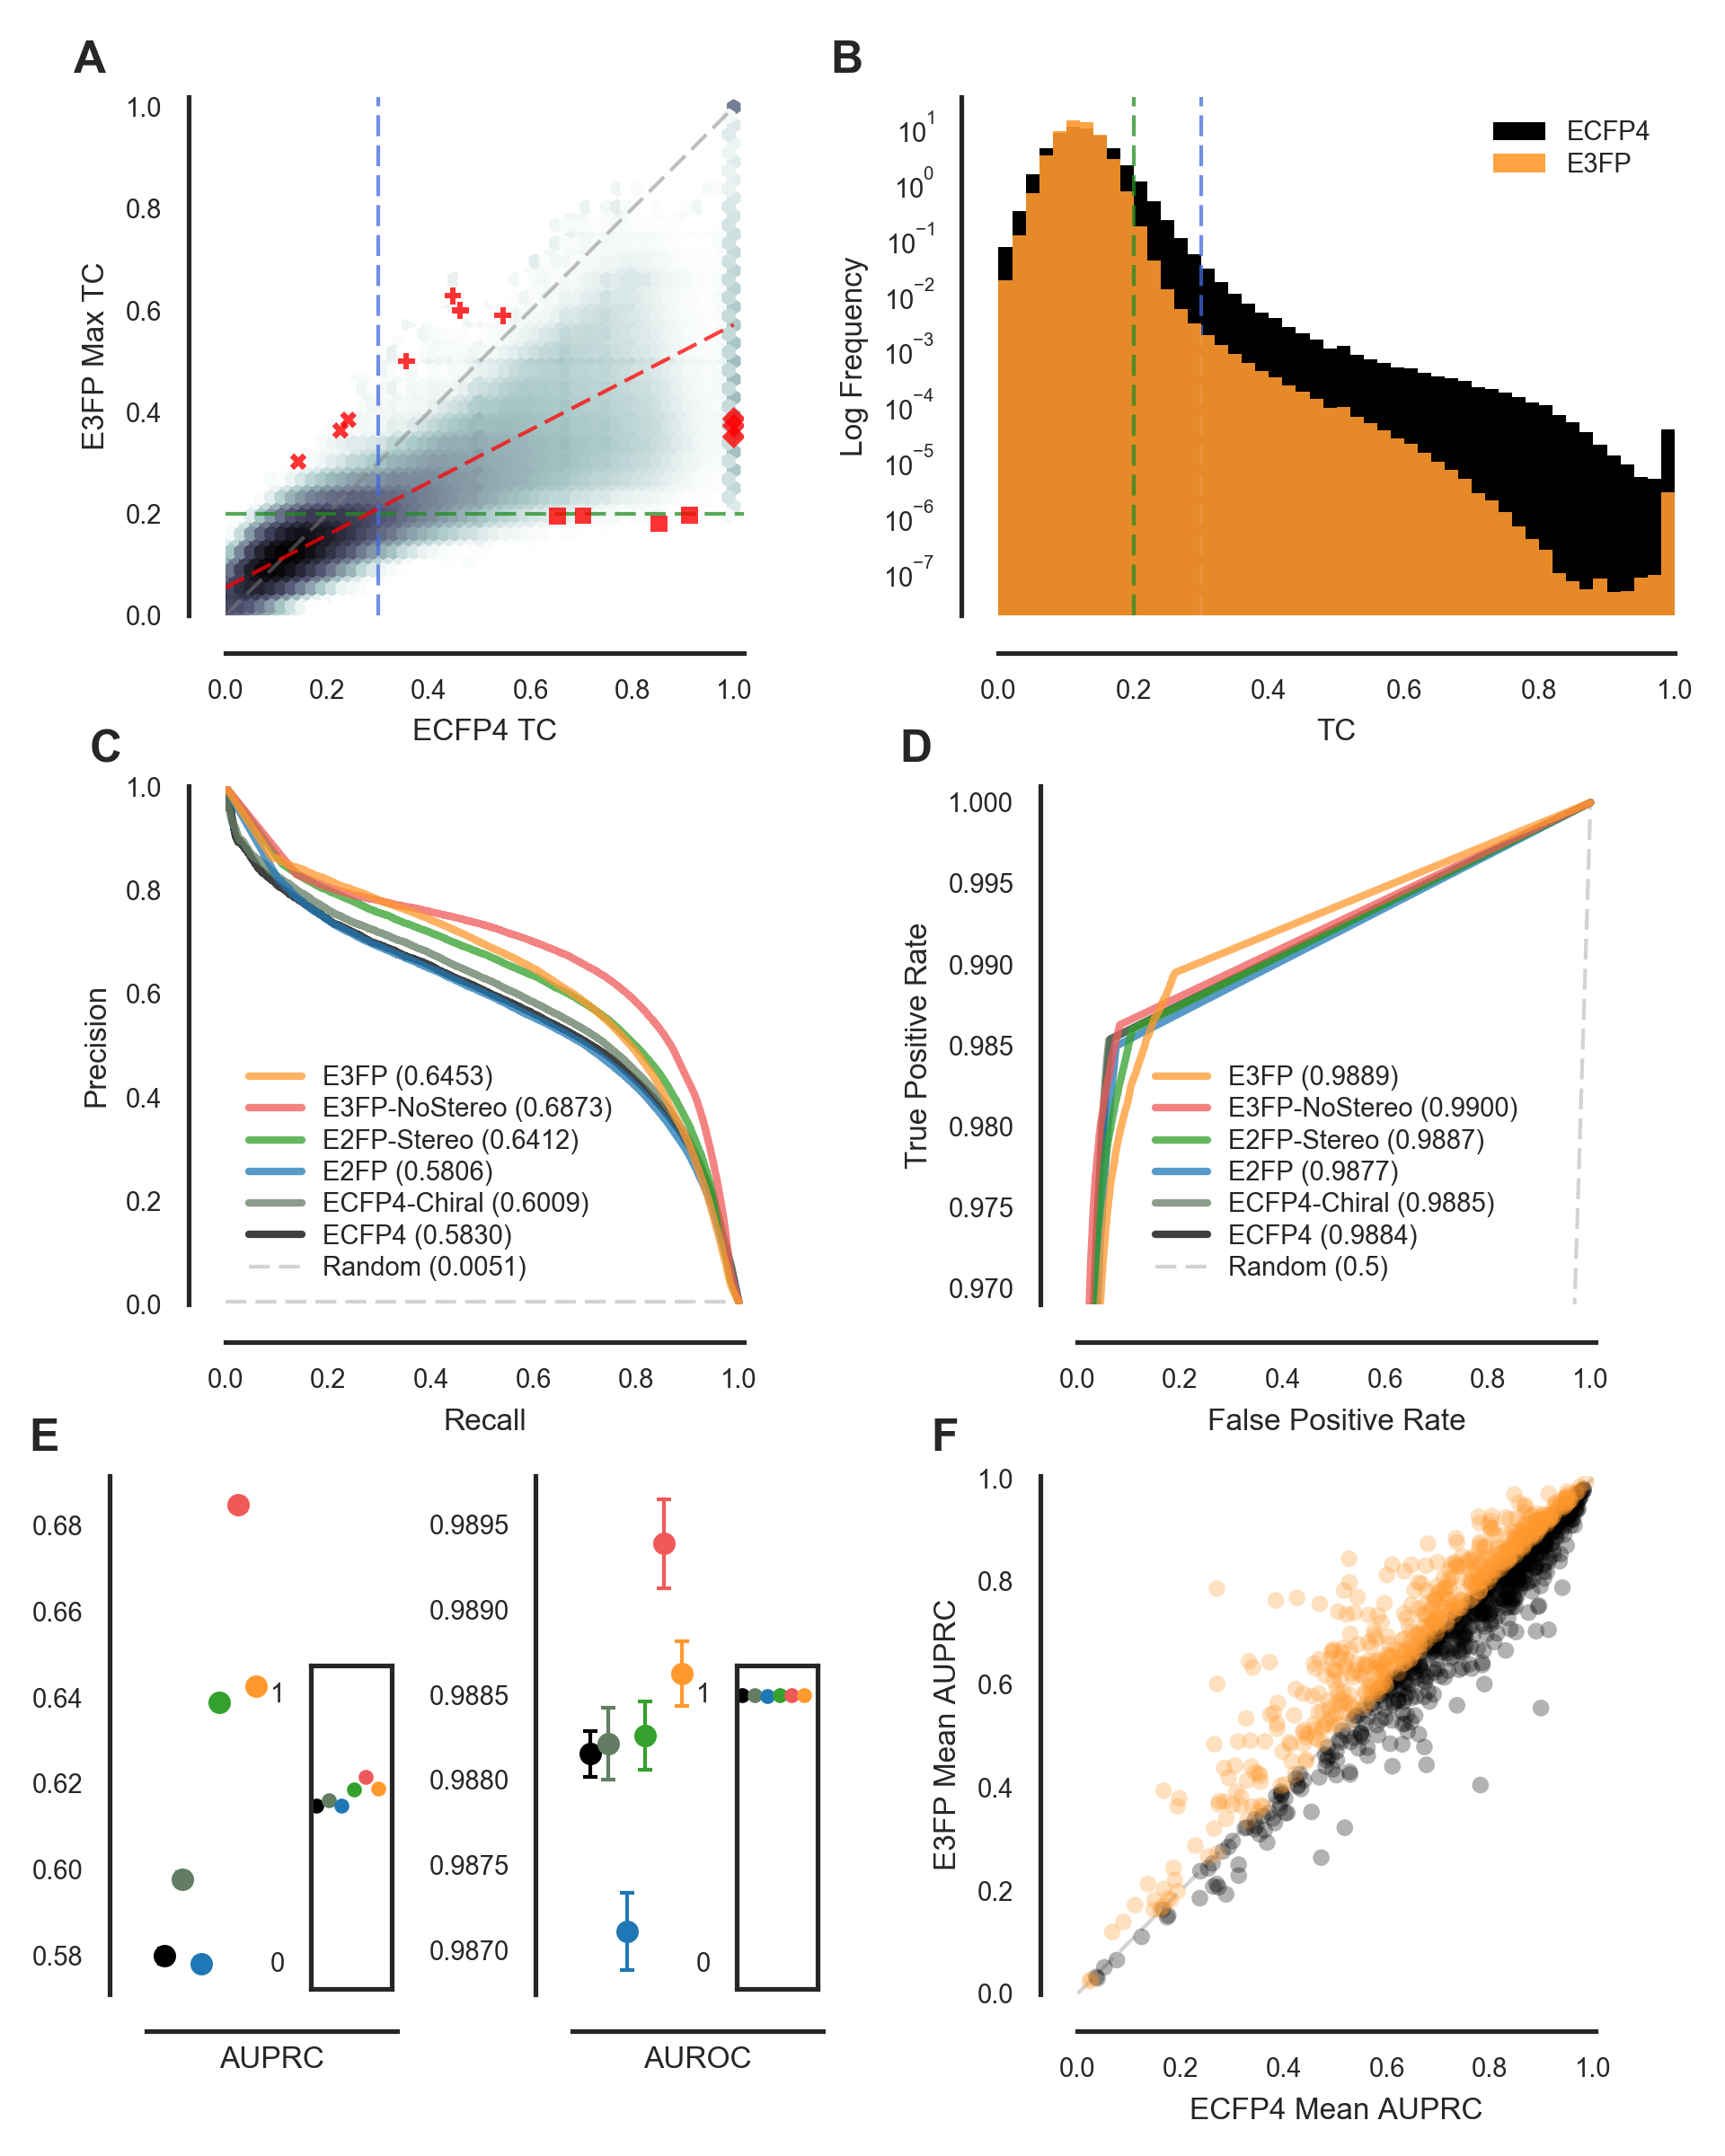 A
1.0
0.8
0.6
0.4
0.2
0.0
E3FP Max TC
0.0 0.2 0.4 0.6 0.8 1.0
ECFP4 TC
B
10^1
10^0
10^−1
10^−2
10^−3
10^−4
10^−5
10^−6
10^−7
Log Frequency
ECFP4
E3FP
0.0 0.2 0.4 0.6 0.8 1.0
TC
C
1.0
0.8
0.6
0.4
0.2
0.0
Precision
E3FP (0.6453)
E3FP-NoStereo (0.6873)
E2FP-Stereo (0.6412)
E2FP (0.5806)
ECFP4-Chiral (0.6009)
ECFP4 (0.5830)
Random (0.0051)
0.0 0.2 0.4 0.6 0.8 1.0
Recall
D
1.000
0.995
0.990
0.985
0.980
0.975
0.970
True Positive Rate
E3FP (0.9889)
E3FP-NoStereo (0.9900)
E2FP-Stereo (0.9887)
E2FP (0.9877)
ECFP4-Chiral (0.9885)
ECFP4 (0.9884)
Random (0.5)
0.0 0.2 0.4 0.6 0.8 1.0
False Positive Rate
E
0.68
0.66
0.64
0.62
0.60
0.58
1
0
AUPRC
0.9895
0.9890
0.9885
0.9880
0.9875
0.9870
1
0
AUROC
F
1.0
0.8
0.6
0.4
0.2
0.0
E3FP Mean AUPRC
0.0 0.2 0.4 0.6 0.8 1.0
ECFP4 Mean AUPRC